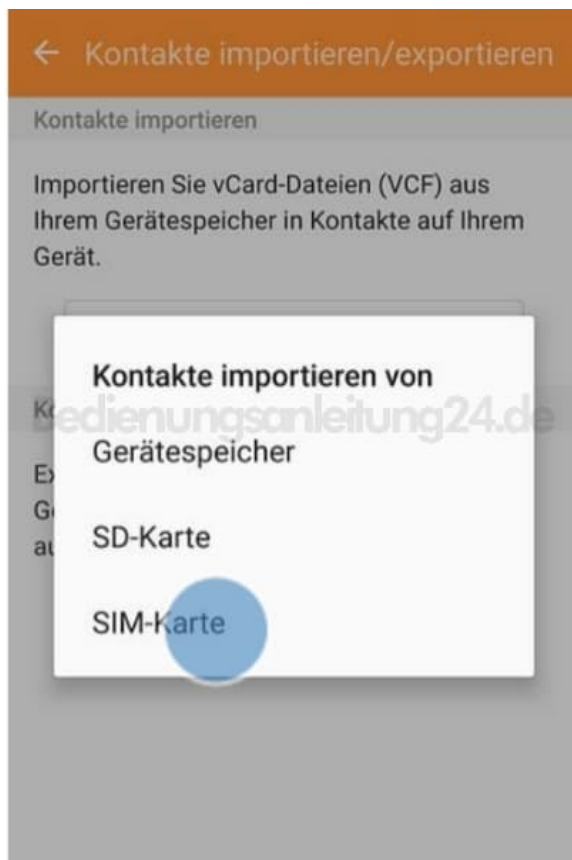 Kontakte importieren/exportieren
Kontakte importieren
Importieren Sie vCard-Dateien (VCF) aus
Ihrem Gerätespeicher in Kontakte auf Ihrem
Gerät.
Kontakte importieren von
bedienungsanleitung24.de
Gerätespeicher
SD-Karte
SIM-Karte